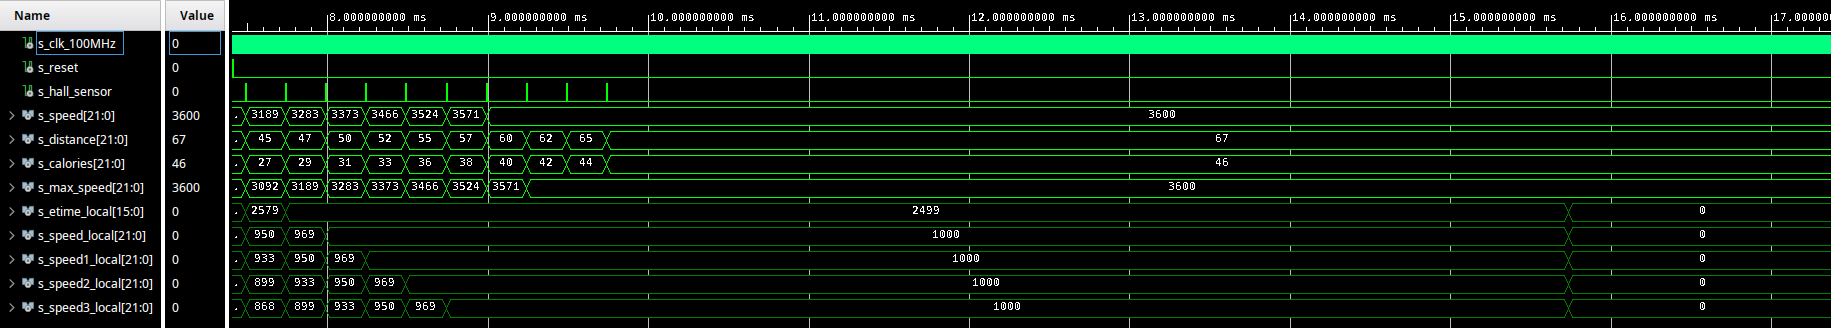 Name Value 8.000000000 ms 9.000000000 ms 10.000000000 ms 11.000000000 ms 12.000000000 ms 13.000000000 ms 14.000000000 ms 15.000000000 ms 16.000000000 ms 17.00000
s_clk_100MHz 0
s_reset 0
s_hall_sensor 0
s_speed[21:0] 3600 3189 3283 3373 3466 3524 3571 3600
s_distance[21:0] 67 45 47 50 52 55 57 60 62 65 67
s_calories[21:0] 46 27 29 31 33 36 38 40 42 44 46
s_max_speed[21:0] 3600 3092 3189 3283 3373 3466 3524 3571 3600
s_etime_local[15:0] 0 2579 2499 0
s_speed_local[21:0] 0 950 969 1000 0
s_speed1_local[21:0] 0 933 950 969 1000 0
s_speed2_local[21:0] 0 899 933 950 969 1000 0
s_speed3_local[21:0] 0 868 899 933 950 969 1000 0